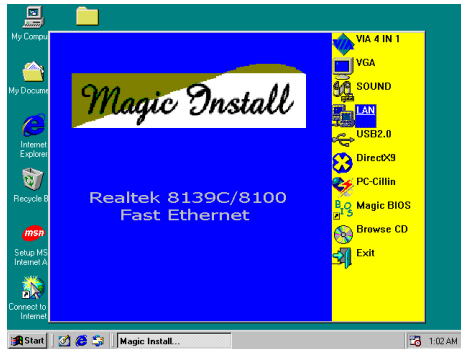 My Compu
My Docume
Internet
Explorer
Recycle B
msn
Setup MS
Internet A
Connect to
Internet
Magic Install
Realtek 8139C/8100
Fast Ethernet
VIA 4 IN 1
VGA
SOUND
LAN
USB2.0
DirectX9
PC-Cillin
Magic BIOS
Browse CD
Exit
Start
Magic Install...
1:02 AM